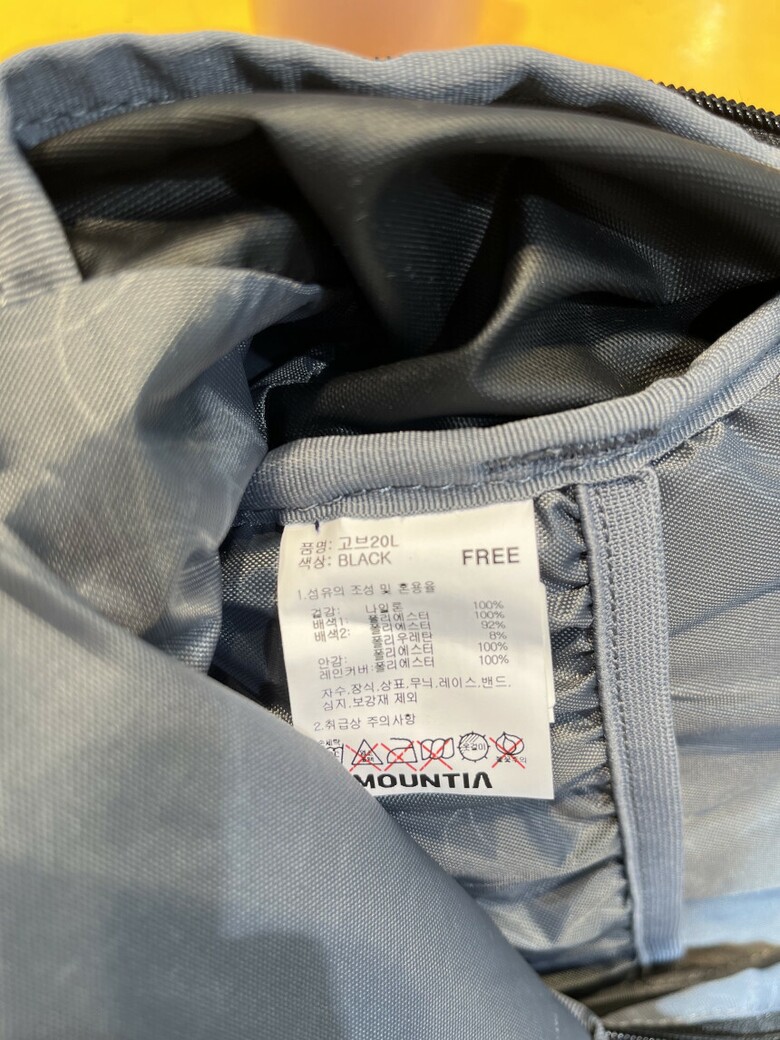 품명: 고브20L
색상: BLACK FREE
1.섬유의 조성 및 혼용율
겉감: 나일론 100%
배색1: 폴리에스터 100%
배색2: 폴리에스터 92%
폴리우레탄 8%
안감: 폴리에스터 100%
레인커버: 폴리에스터 100%
자수.장식.상표.무늬.레이스.밴드.
심지.보강재 제외
2.취급상 주의사항
옷걸이
MOUNTIA